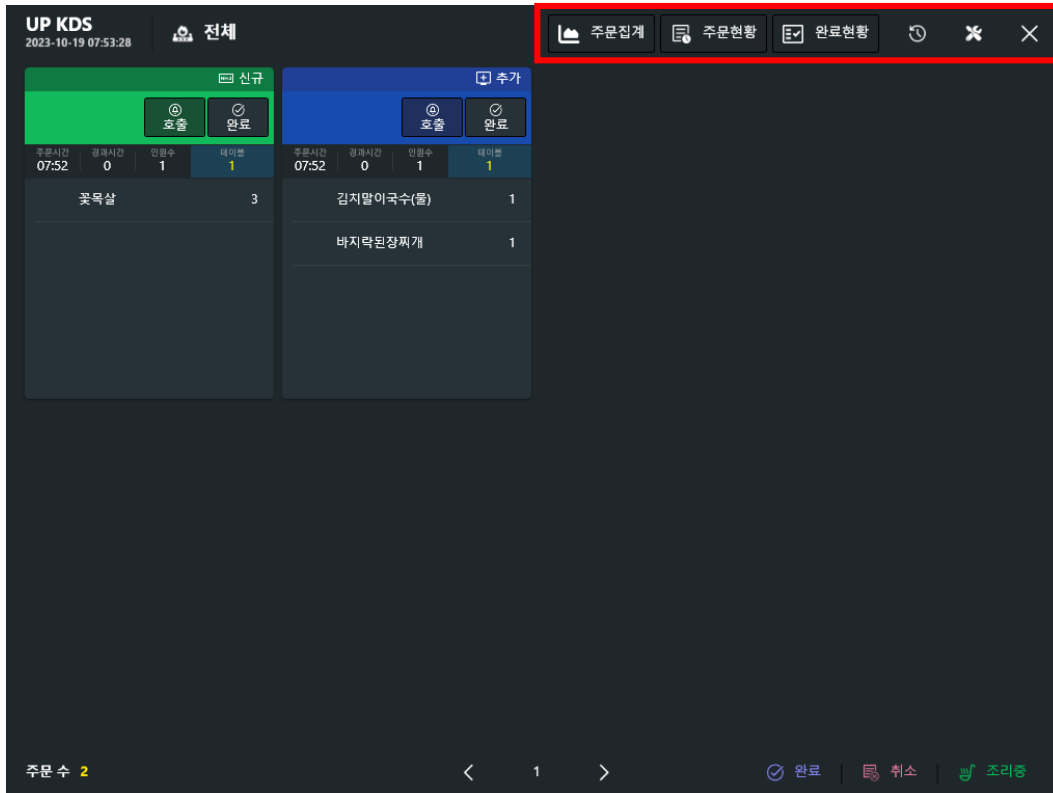 UP KDS
2023-10-19 07:53:28
전체
주문집계
주문현황
완료현황
신규
호출
완료
주문시간 경과시간 인원수 테이블
07:52 0 1 1
꽃목살 3
추가
호출
완료
주문시간 경과시간 인원수 테이블
07:52 0 1 1
김치말이국수(물) 1
바지락된장찌개 1
주문 수 2
1
완료
취소
조리중